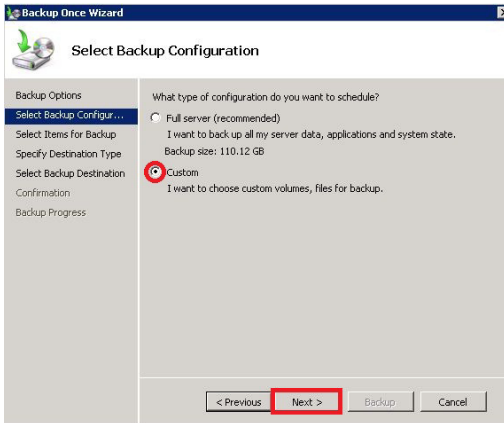 Backup Once Wizard
Select Backup Configuration
Backup Options
Select Backup Configur...
Select Items for Backup
Specify Destination Type
Select Backup Destination
Confirmation
Backup Progress
What type of configuration do you want to schedule?
Full server (recommended)
I want to back up all my server data, applications and system state.
Backup size: 110.12 GB
Custom
I want to choose custom volumes, files for backup.
< Previous
Next >
Backup
Cancel